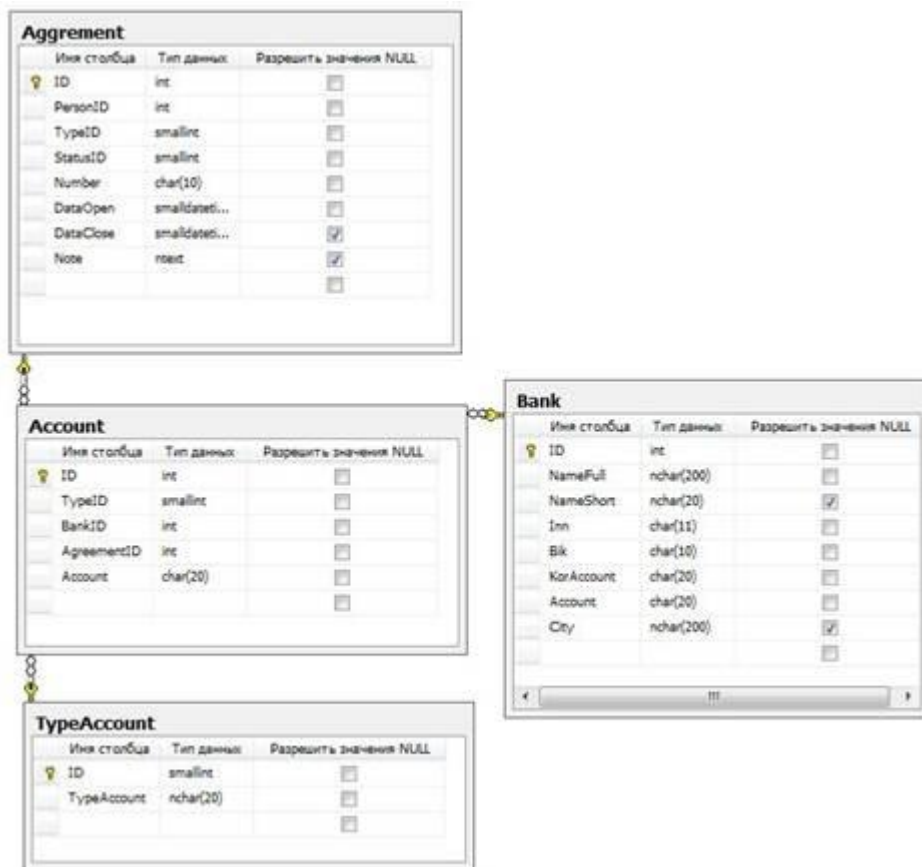 Aggrement
Имя столбца Тип данных Разрешить значения NULL
ID int
PersonID int
TypeID smallint
StatusID smallint
Number char(10)
DataOpen smalldateti...
DataClose smalldateti...
Note ntext
Account
Имя столбца Тип данных Разрешить значения NULL
ID int
TypeID smallint
BankID int
AgreementID int
Account char(20)
Bank
Имя столбца Тип данных Разрешить значения NULL
ID int
NameFull nchar(200)
NameShort nchar(20)
Inn char(11)
Bik char(10)
KorAccount char(20)
Account char(20)
City nchar(200)
TypeAccount
Имя столбца Тип данных Разрешить значения NULL
ID smallint
TypeAccount nchar(20)